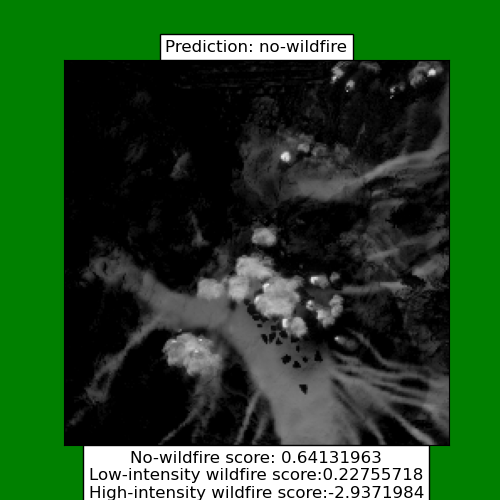 Prediction: no-wildfire
No-wildfire score: 0.64131963
Low-intensity wildfire score:0.22755718
High-intensity wildfire score:-2.9371984